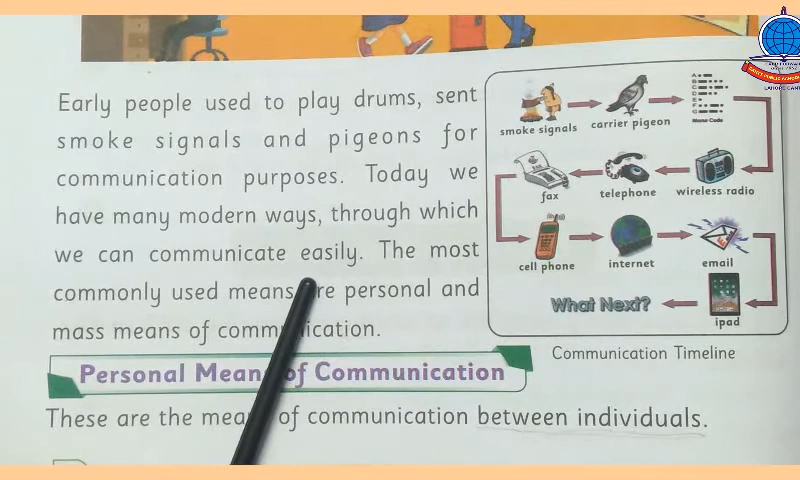 Early people used to play drums, sent
smoke signals and pigeons for
communication purposes. Today we
have many modern ways, through which
we can communicate easily. The most
commonly used means are personal and
mass means of communication.
smoke signals
carrier pigeon
Morse Code
fax
telephone
wireless radio
cell phone
internet
email
What Next?
ipad
Communication Timeline
Personal Means of Communication
These are the means of communication between individuals.
LAHORE CANTT